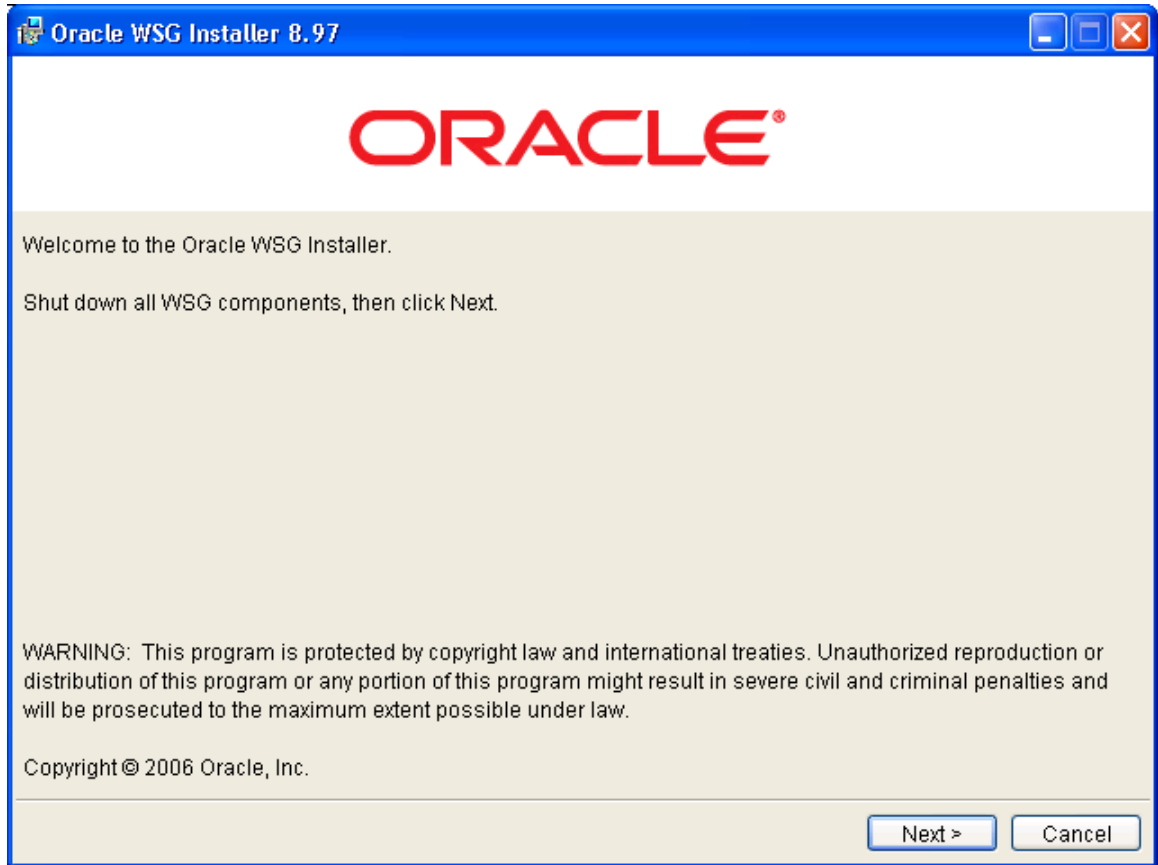 Oracle WSG Installer 8.97
ORACLE®
Welcome to the Oracle WSG Installer.
Shut down all WSG components, then click Next.
WARNING:  This program is protected by copyright law and international treaties. Unauthorized reproduction or
distribution of this program or any portion of this program might result in severe civil and criminal penalties and
will be prosecuted to the maximum extent possible under law.
Copyright © 2006 Oracle, Inc.
Next >
Cancel